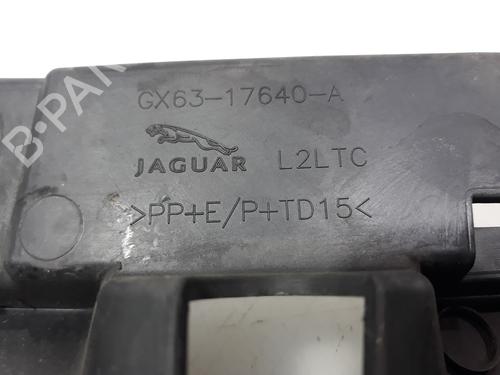 GX63-17640-A
JAGUAR L2LTC
>PP+E/P+TD15<
B-PAR